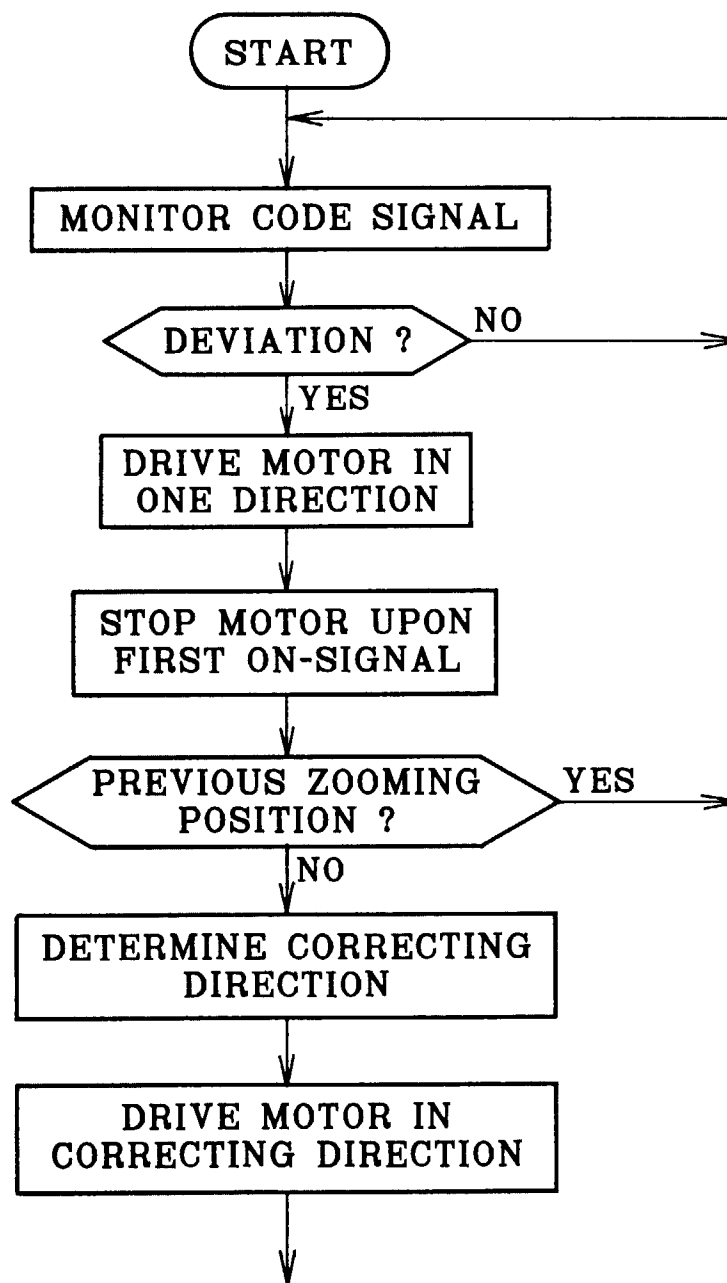 START
MONITOR CODE SIGNAL
DEVIATION ?
NO
YES
DRIVE MOTOR IN
ONE DIRECTION
STOP MOTOR UPON
FIRST ON-SIGNAL
PREVIOUS ZOOMING
POSITION ?
YES
NO
DETERMINE CORRECTING
DIRECTION
DRIVE MOTOR IN
CORRECTING DIRECTION